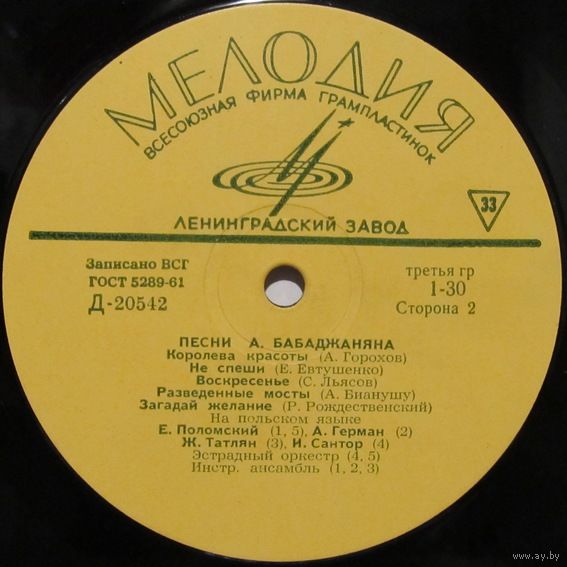 МЕЛОДИЯ
ВСЕСОЮЗНАЯ ФИРМА ГРАМПЛАСТИНОК
ЛЕНИНГРАДСКИЙ ЗАВОД
33
Записано ВСГ
ГОСТ 5289-61
Д-20542
третья гр
1-30
Сторона 2
ПЕСНИ А. БАБАДЖАНЯНА
Королева красоты (А. Горохов)
Не спеши (Е. Евтушенко)
Воскресенье (С. Льясов)
Разведенные мосты (А. Бианушу)
Загадай желание (Р. Рождественский)
На польском языке
Е. Поломский (1, 5), А. Герман (2)
Ж. Татлян (3), И. Сантор (4)
Эстрадный оркестр (4, 5)
Инстр. ансамбль (1, 2, 3)
www.ay.by